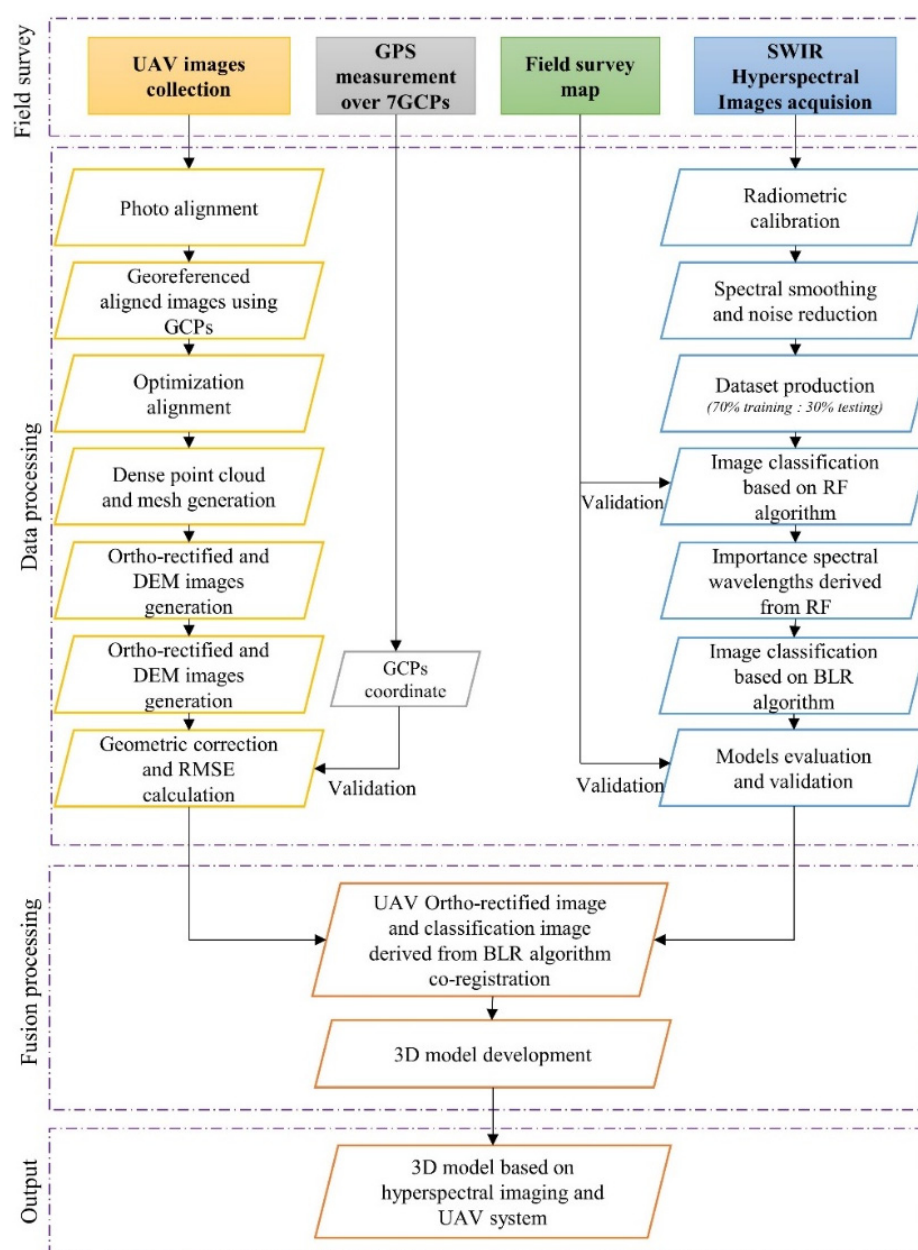 Field survey
UAV images
collection
GPS
measurement
over 7GCPs
Field survey
map
SWIR
Hyperspectral
Images acquision
Data processing
Photo alignment
Georeferenced
aligned images using
GCPs
Optimization
alignment
Dense point cloud
and mesh generation
Ortho-rectified and
DEM images
generation
Ortho-rectified and
DEM images
generation
Geometric correction
and RMSE
calculation
GCPs
coordinate
Validation
Validation
Validation
Radiometric
calibration
Spectral smoothing
and noise reduction
Dataset production
(70% training : 30% testing)
Image classification
based on RF
algorithm
Importance spectral
wavelengths derived
from RF
Image classification
based on BLR
algorithm
Models evaluation
and validation
Fusion processing
UAV Ortho-rectified image
and classification image
derived from BLR algorithm
co-registration
3D model development
Output
3D model based on
hyperspectral imaging and
UAV system